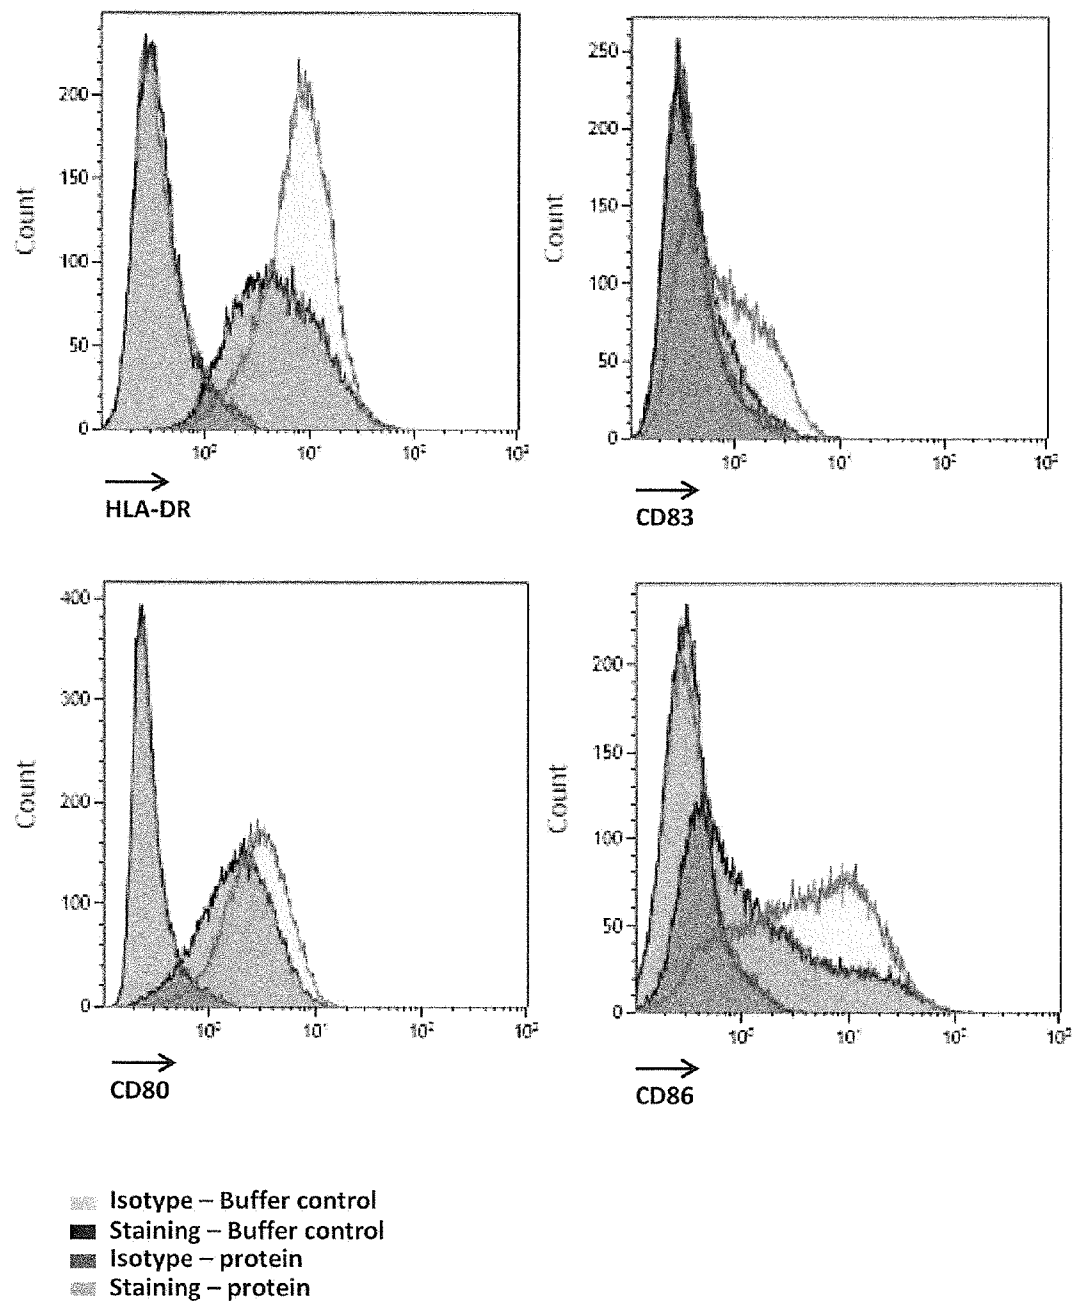 200
150
100
50
0
Count
10⁰ 10¹ 10² 10³
HLA-DR
250
200
150
100
50
0
Count
10⁰ 10¹ 10² 10³
CD83
400
300
200
100
0
Count
10⁰ 10¹ 10² 10³
CD80
200
150
100
50
0
Count
10⁰ 10¹ 10² 10³
CD86
Isotype – Buffer control
Staining – Buffer control
Isotype – protein
Staining – protein